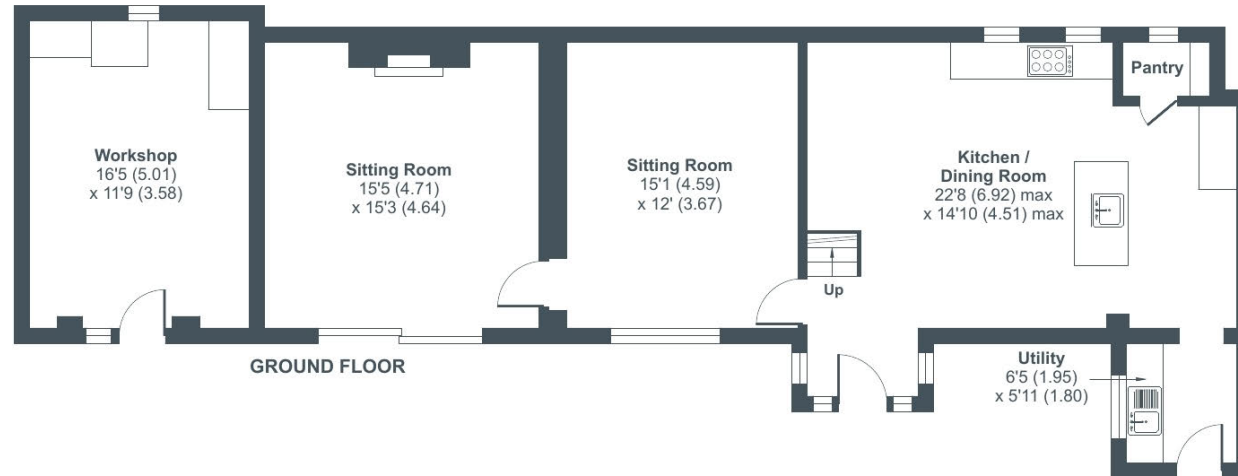 Pantry
Workshop
16'5 (5.01)
x 11'9 (3.58)
Sitting Room
15'5 (4.71)
x 15'3 (4.64)
Sitting Room
15'1 (4.59)
x 12' (3.67)
Kitchen /
Dining Room
22'8 (6.92) max
x 14'10 (4.51) max
Up
GROUND FLOOR
Utility
6'5 (1.95)
x 5'11 (1.80)